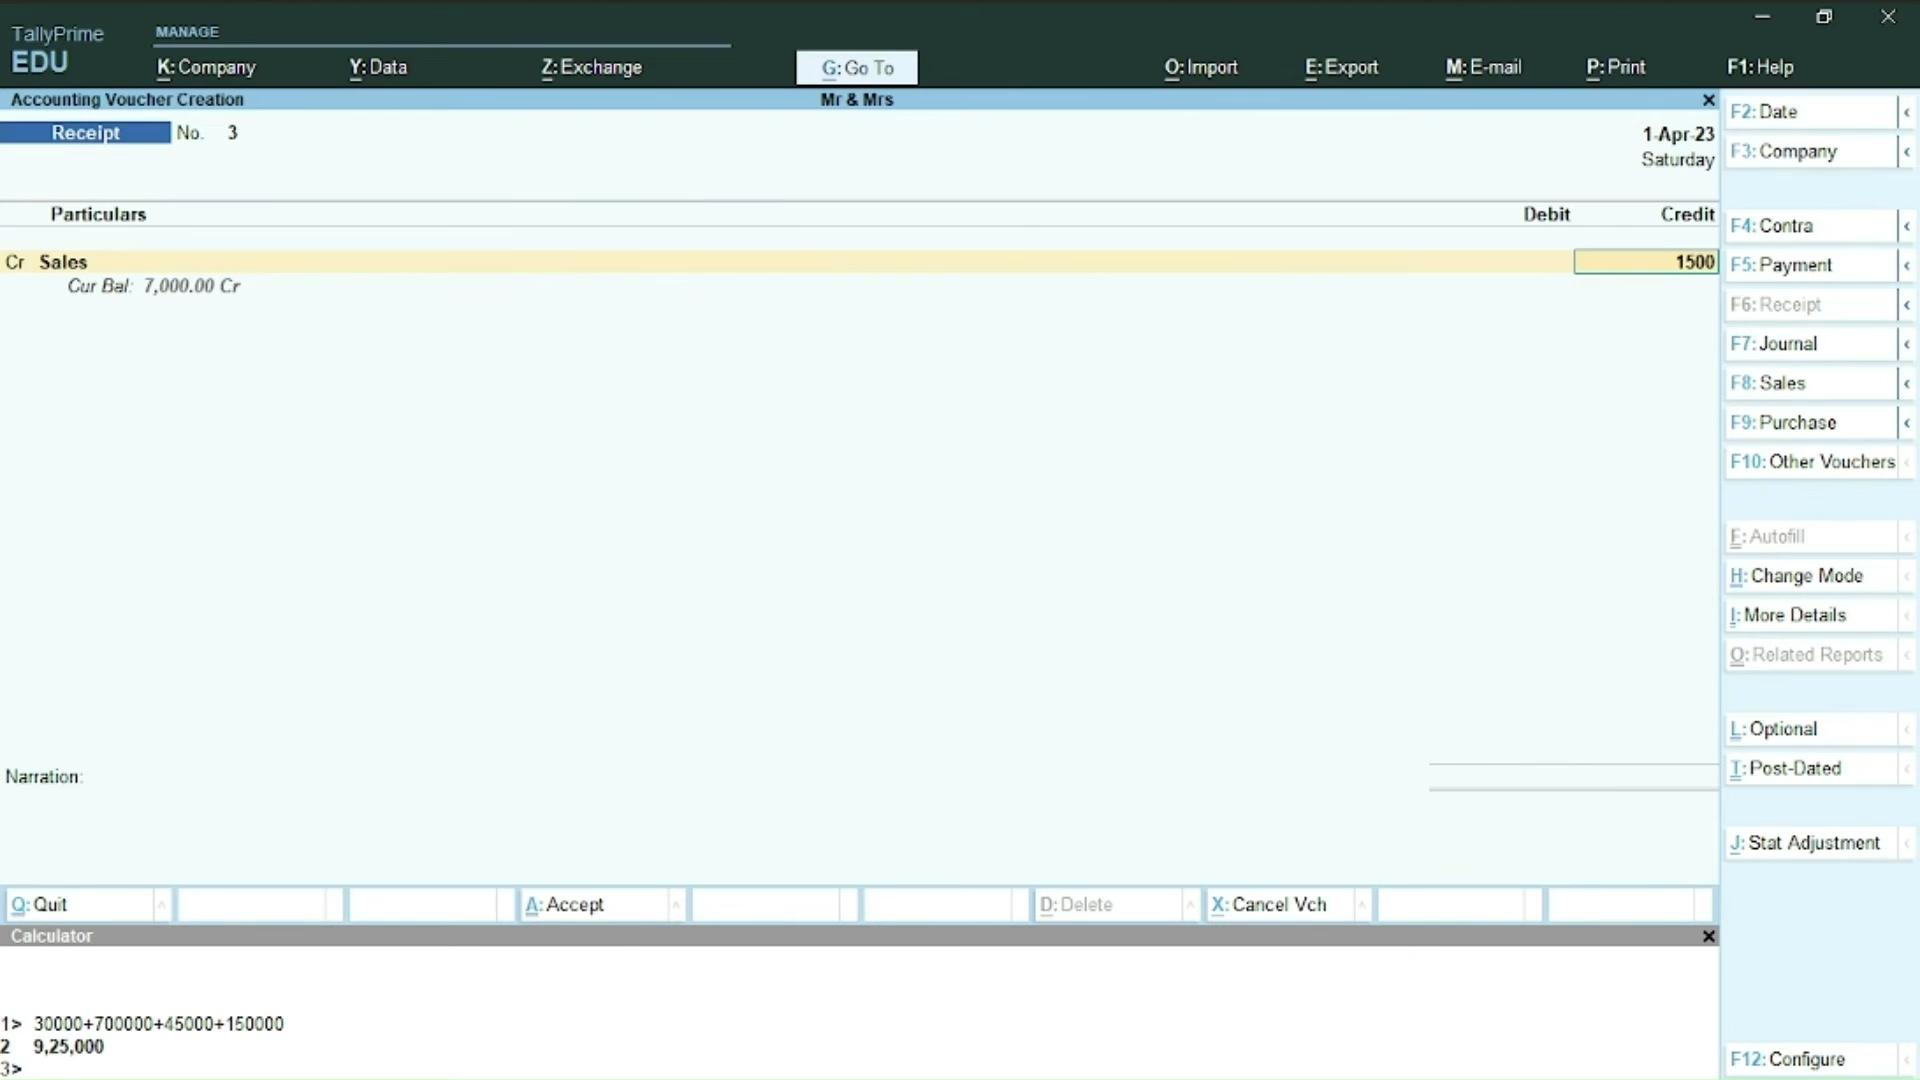 TallyPrime
EDU
MANAGE
K: Company
Y: Data
Z: Exchange
G: Go To
O: Import
E: Export
M: E-mail
P: Print
F1: Help
Accounting Voucher Creation
Mr & Mrs
Receipt No. 3
1-Apr-23
Saturday
Particulars
Debit
Credit
Cr Sales
1500
Cur Bal: 7,000.00 Cr
Narration:
F2: Date
F3: Company
F4: Contra
F5: Payment
F6: Receipt
F7: Journal
F8: Sales
F9: Purchase
F10: Other Vouchers
F: Autofill
H: Change Mode
I: More Details
O: Related Reports
L: Optional
T: Post-Dated
J: Stat Adjustment
F12: Configure
Q: Quit
A: Accept
D: Delete
X: Cancel Vch
Calculator
1> 30000+700000+45000+150000
2 9,25,000
3>